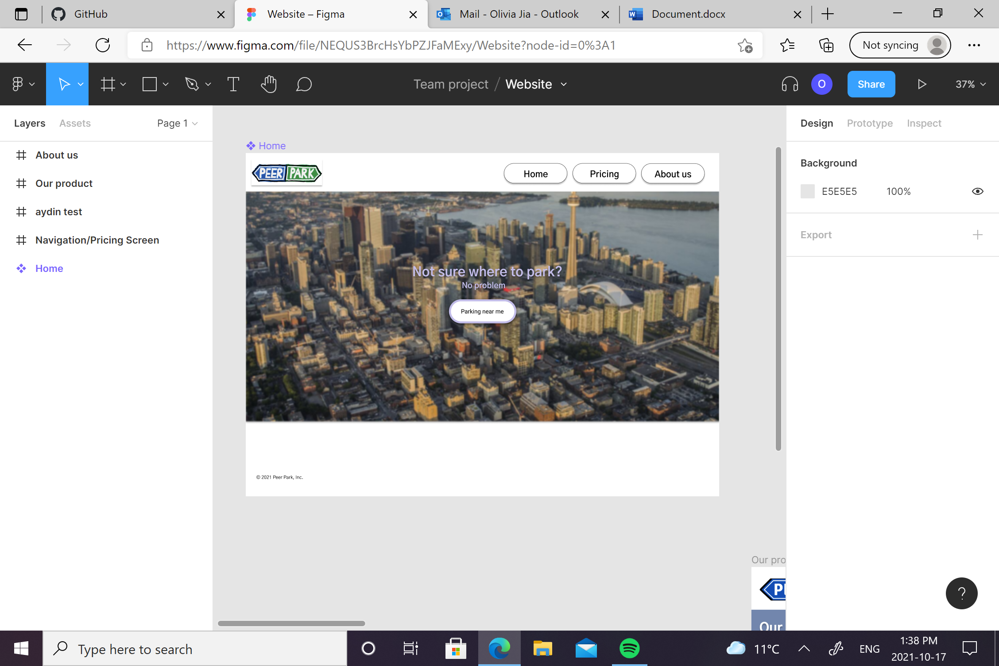 GitHub
Website – Figma
Mail - Olivia Jia - Outlook
Document.docx
https://www.figma.com/file/NEQUS3BrcHsYbPZJFaMExy/Website?node-id=0%3A1
Not syncing
Team project / Website
O
Share
37%
Layers
Assets
Page 1
About us
Our product
aydin test
Navigation/Pricing Screen
Home
Home
PEER PARK
Home
Pricing
About us
Not sure where to park?
No problem
Parking near me
© 2021 Peer Park, Inc.
Our pro
Our
Design
Prototype
Inspect
Background
E5E5E5
100%
Export
?
Type here to search
11°C
ENG
1:38 PM
2021-10-17